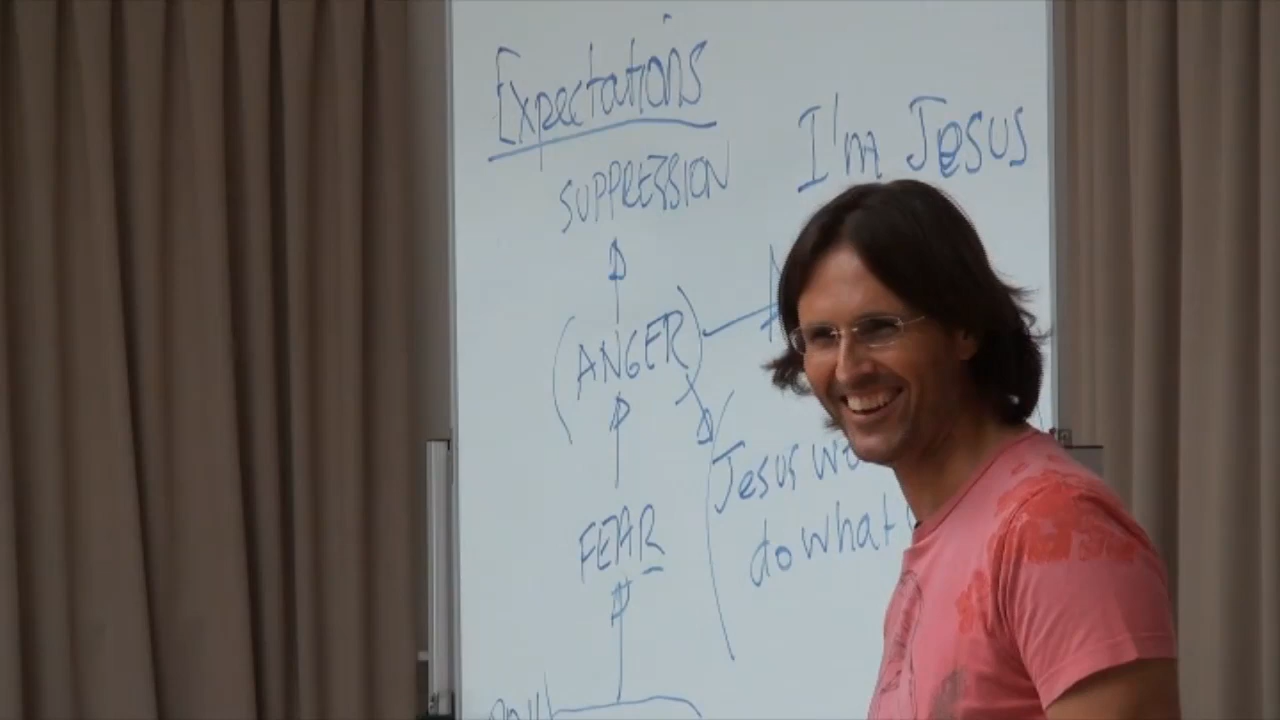 Expectations
I'm Jesus
SUPPRESSION
(ANGER)
Jesus
do what
FEAR